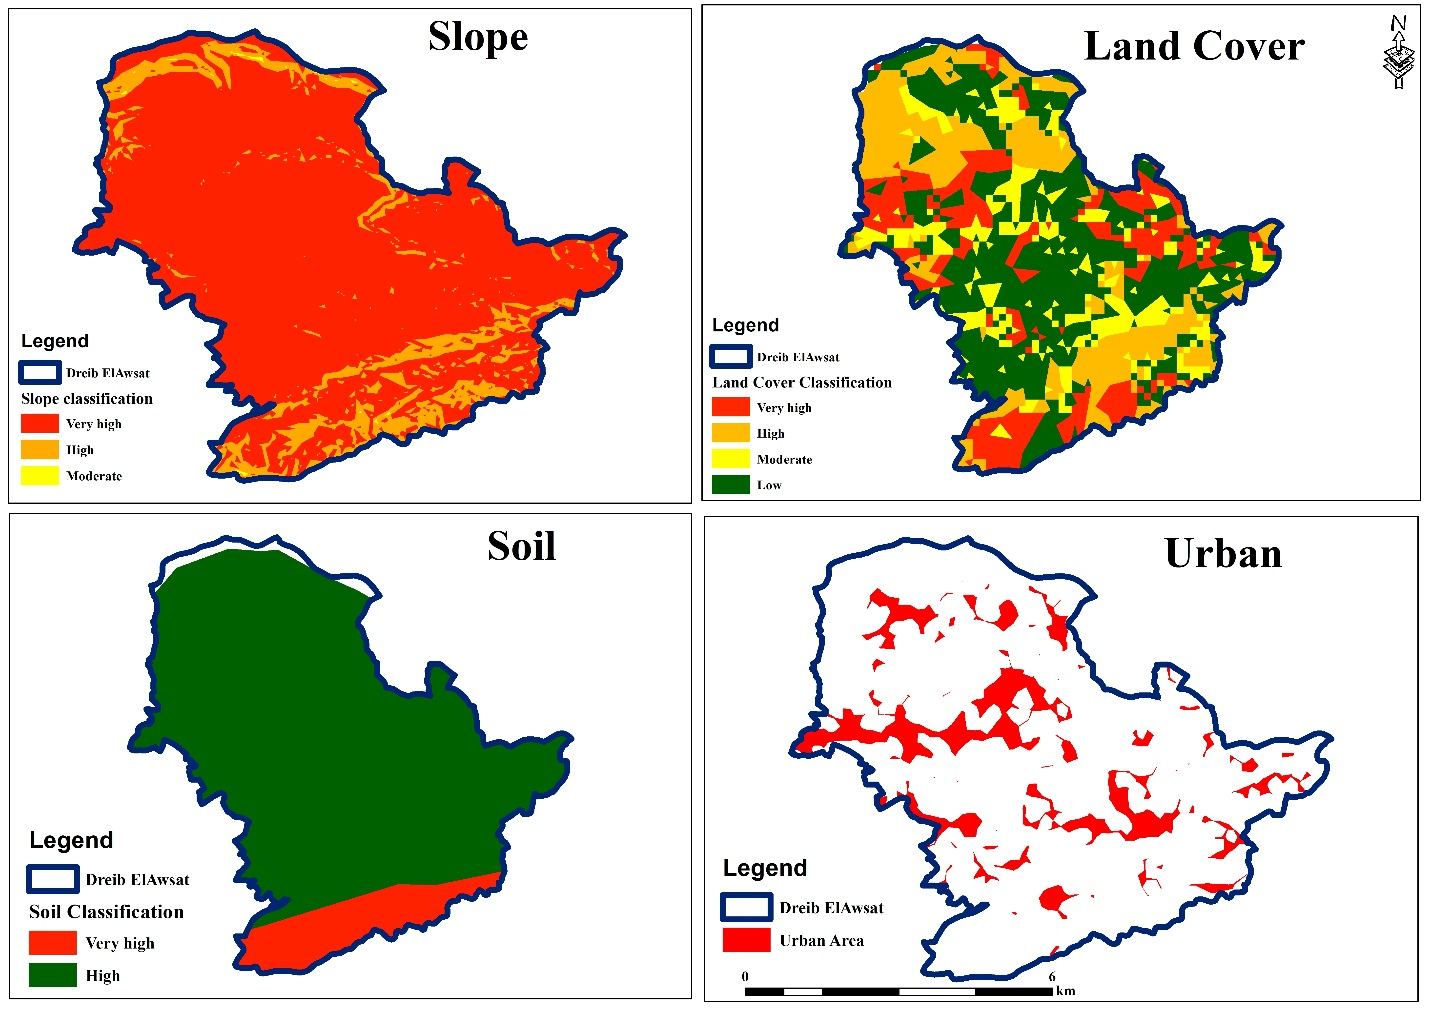 Slope
Legend
Dreib ElAwsat
Slope classification
Very high
High
Moderate
Land Cover
N
Legend
Dreib ElAwsat
Land Cover Classification
Very high
High
Moderate
Low
Soil
Legend
Dreib ElAwsat
Soil Classification
Very high
High
Urban
Legend
Dreib ElAwsat
Urban Area
0 6
km